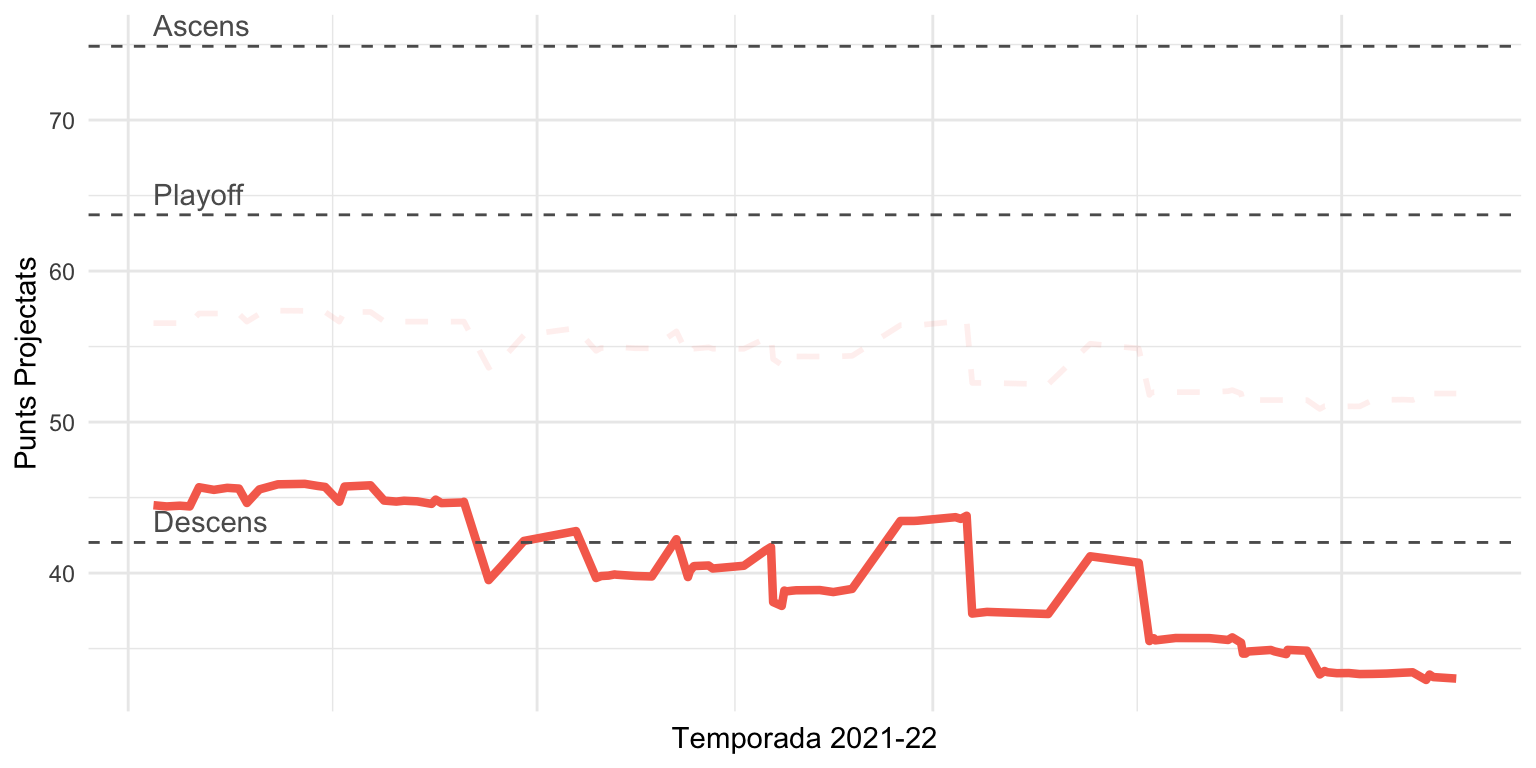 Ascens
70
Playoff
60
Punts Projectats
50
Descens
40
Temporada 2021-22